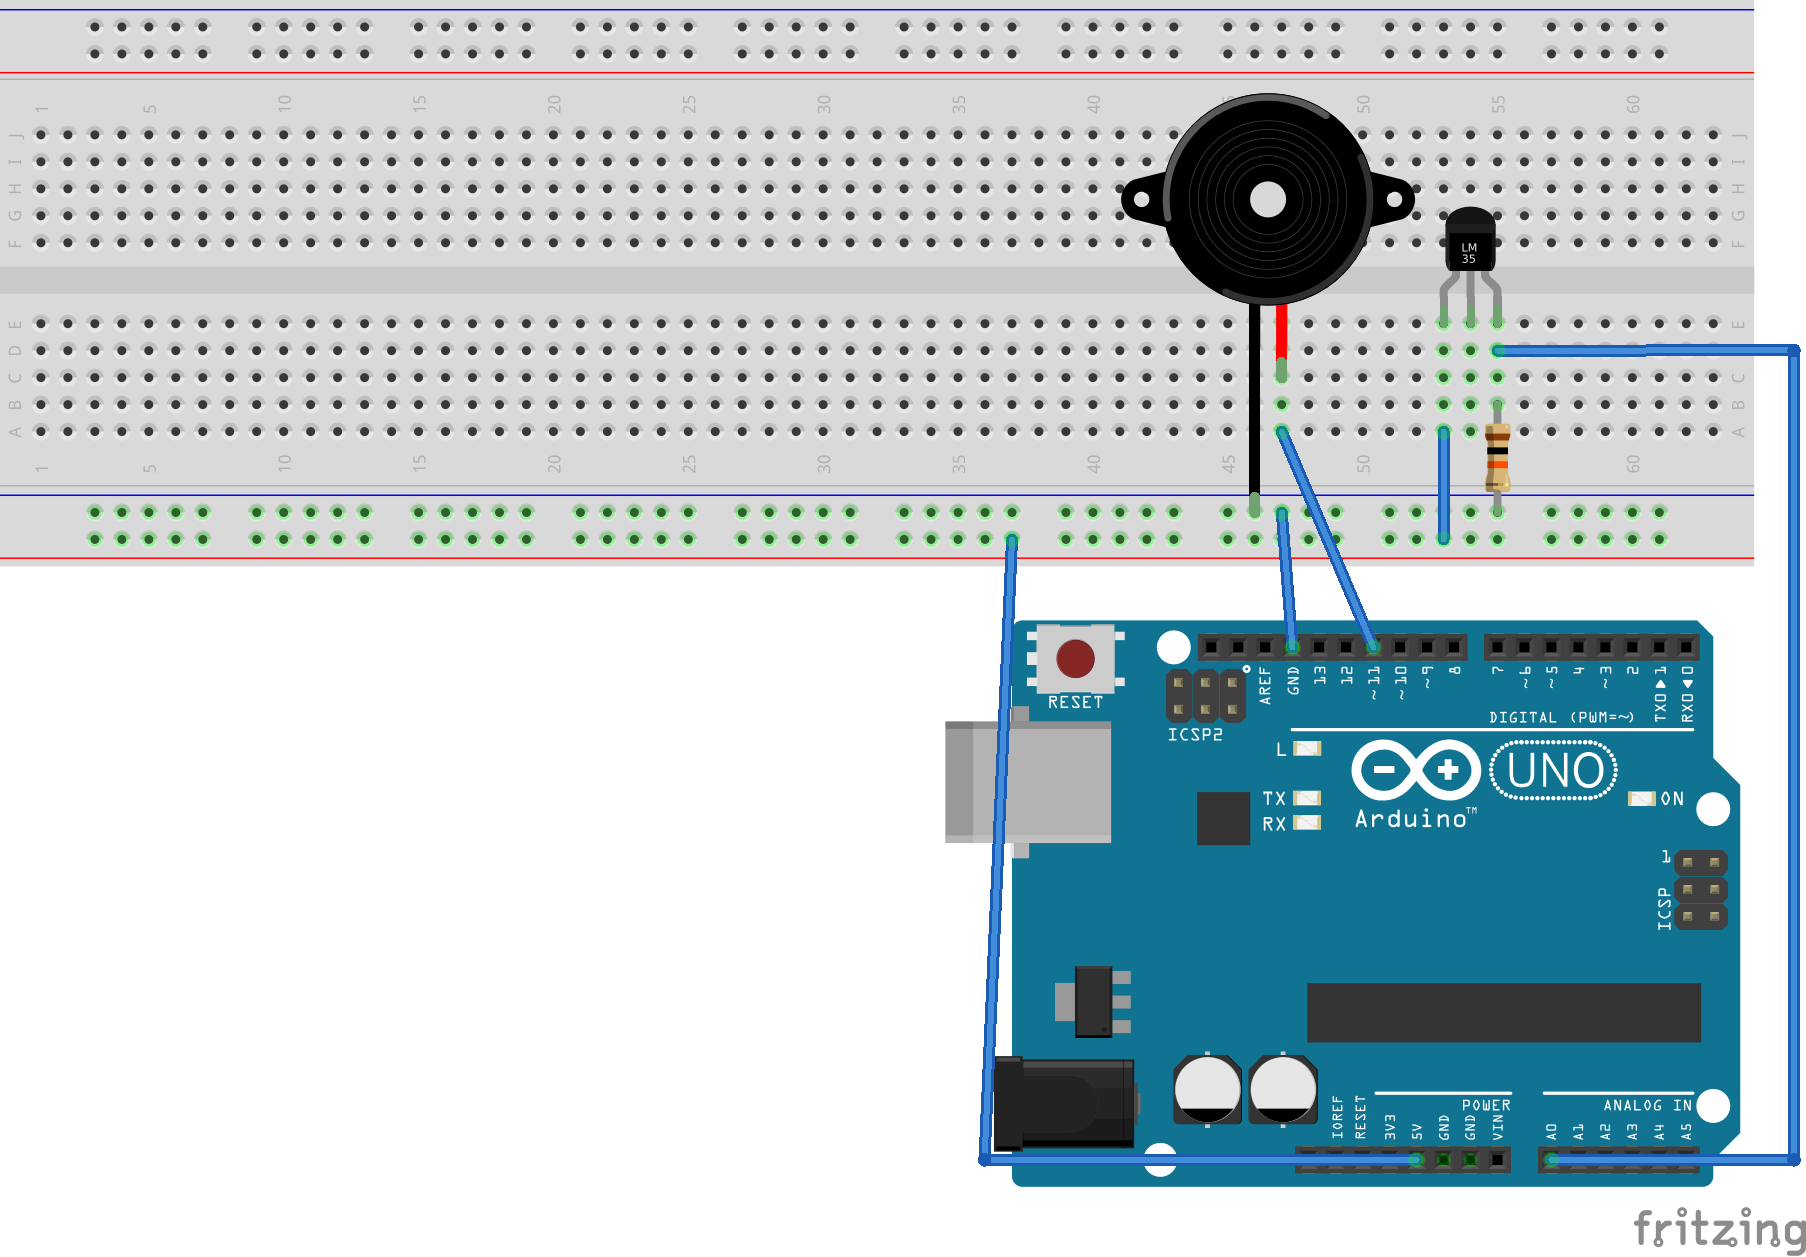 1 5 10 15 20 25 30 35 40 45 50 55 60
J J
I I
H H
G G
F F
LM
35
E E
D D
C C
B B
A A
1 5 10 15 20 25 30 35 40 45 50 60
RESET
AREF GND 13 12 ~11 ~10 ~9 8 7 ~6 ~5 4 ~3 2 TX0▶1 RX0◀0
DIGITAL (PWM=~)
ICSP2
L
TX
RX
UNO
Arduino™
ON
1
ICSP
IOREF RESET 3V3 5V GND GND VIN
POWER
A0 A1 A2 A3 A4 A5
ANALOG IN
fritzing